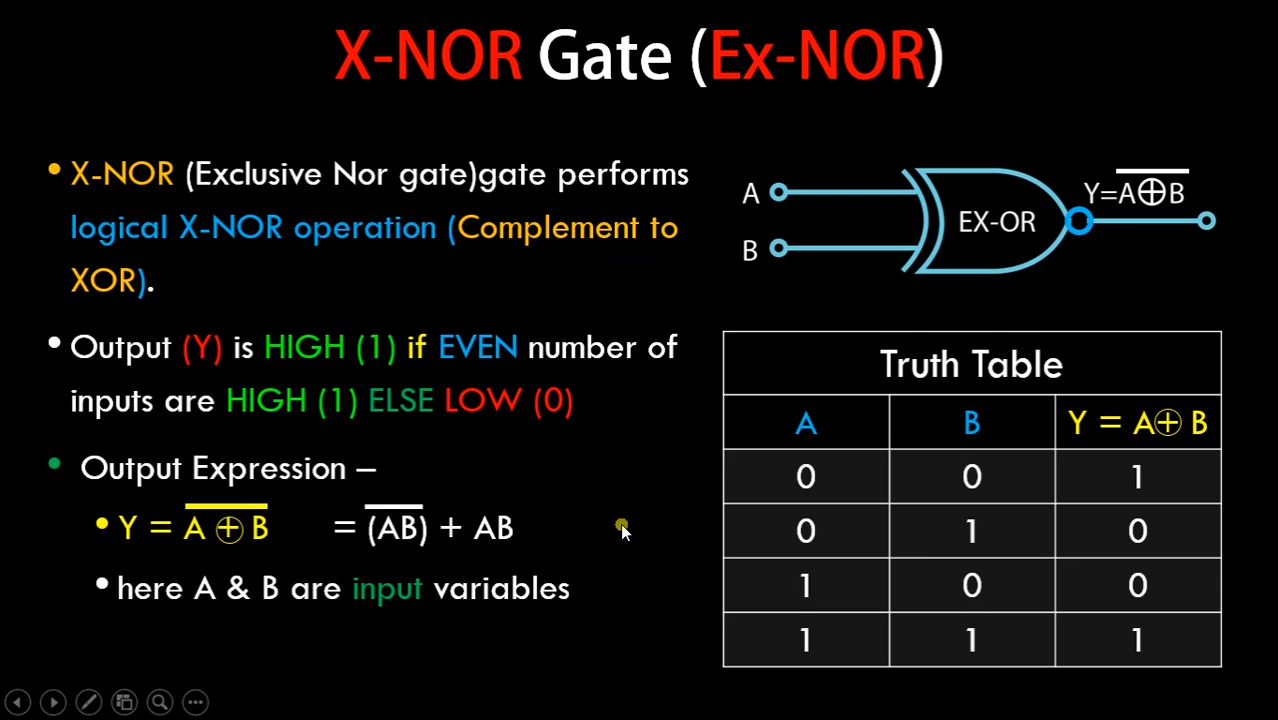 X-NOR Gate (Ex-NOR)
• X-NOR (Exclusive Nor gate)gate performs
logical X-NOR operation (Complement to
XOR).
• Output (Y) is HIGH (1) if EVEN number of
inputs are HIGH (1) ELSE LOW (0)
• Output Expression –
• Y = A̅ ̅⊕̅ ̅B̅ = (̅A̅B̅)̅ + AB
• here A & B are input variables
A
B
EX-OR
Y=A̅⊕̅B̅
Truth Table
A B Y = A⊕ B
0 0 1
0 1 0
1 0 0
1 1 1